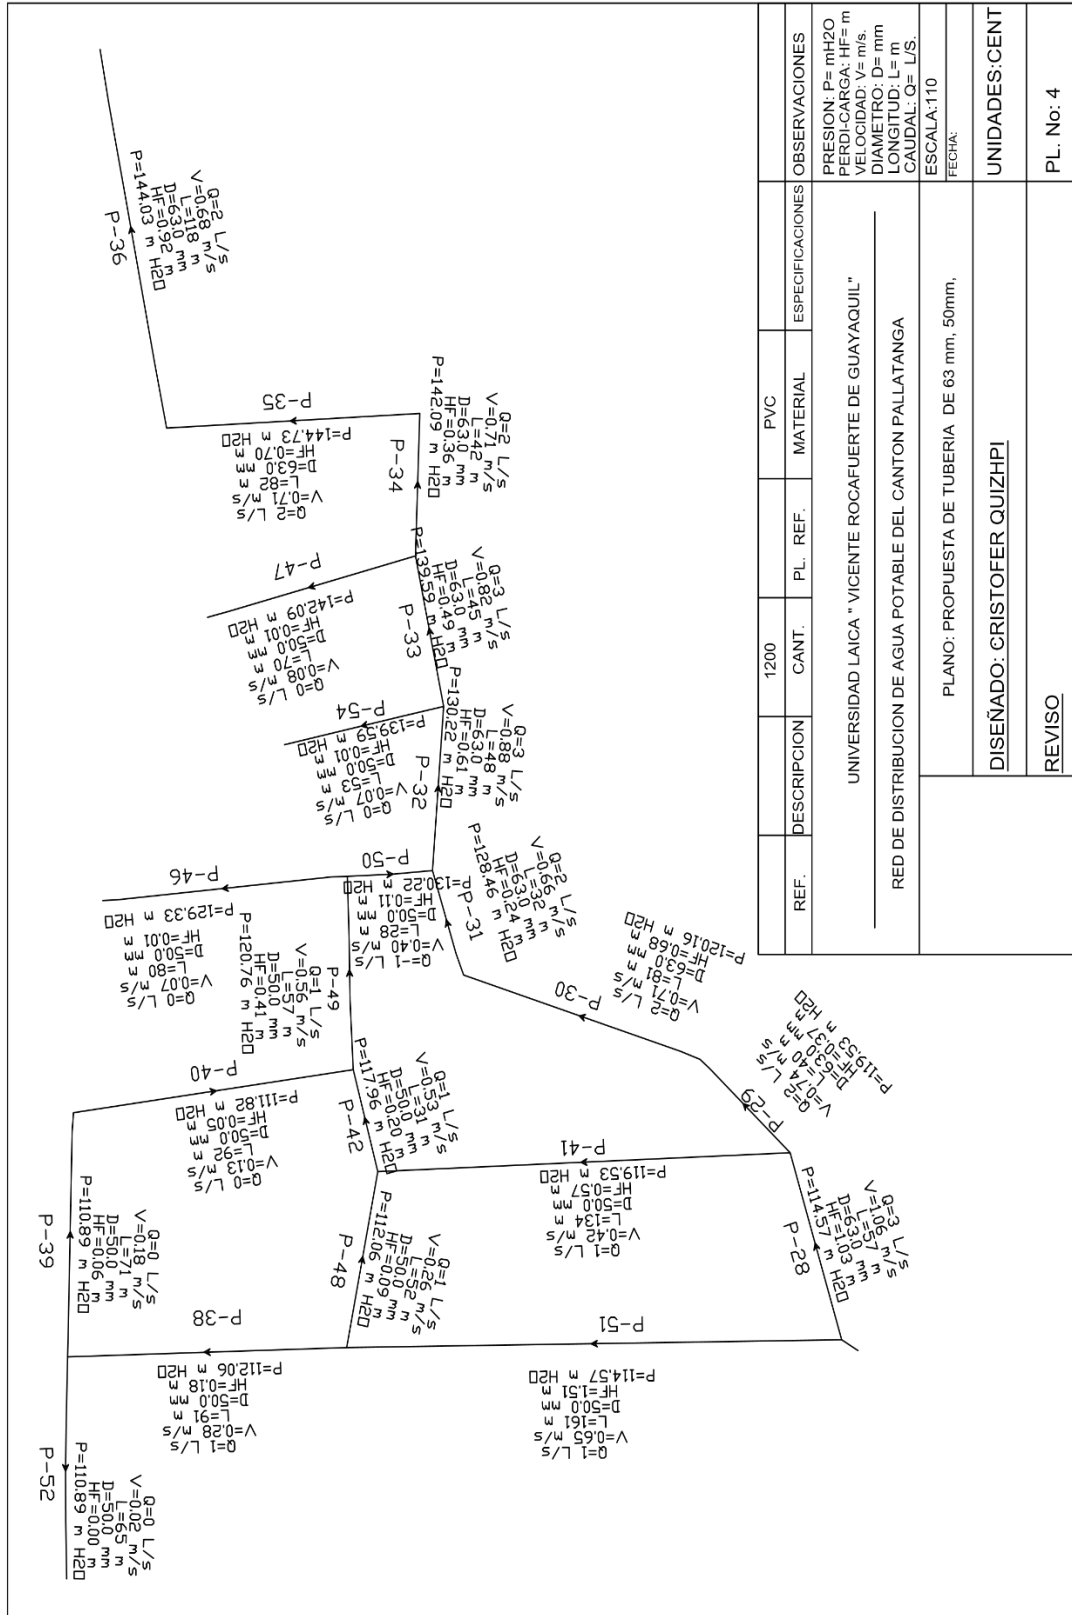 P-36
Q=2 L/s
V=0.68 m/s
L=118 m
D=63.0 mm
HF=0.92 m
P=144.03 m H2O
P-35
P=144.73 m H2O
HF=0.70 m
D=63.0 mm
L=82 m
V=0.71 m/s
Q=2 L/s
P-34
Q=2 L/s
V=0.71 m/s
L=42 m
D=63.0 mm
HF=0.36 m
P=142.09 m H2O
P-47
P=142.09 m H2O
HF=0.01 m
D=50.0 mm
L=70 m
V=0.08 m/s
Q=0 L/s
P-33
Q=3 L/s
V=0.82 m/s
L=45 m
D=63.0 mm
HF=0.49 m
P=139.59 m H2O
P-54
P=139.59 m H2O
HF=0.01 m
D=50.0 mm
L=53 m
V=0.07 m/s
Q=0 L/s
P-32
Q=3 L/s
V=0.88 m/s
L=48 m
D=63.0 mm
HF=0.61 m
P=130.22 m H2O
P-46
P=129.33 m H2O
HF=0.01 m
D=50.0 mm
L=80 m
V=0.07 m/s
Q=0 L/s
P-50
P=130.22 m H2O
HF=0.11 m
D=50.0 mm
L=28 m
V=0.40 m/s
Q=-1 L/s
P-31
Q=2 L/s
V=0.66 m/s
L=32 m
D=63.0 mm
HF=0.24 m
P=128.46 m H2O
P-49
Q=1 L/s
V=0.56 m/s
L=57 m
D=50.0 mm
HF=0.41 m
P=120.76 m H2O
P-30
P=120.16 m H2O
HF=0.68 m
D=63.0 mm
L=81 m
V=0.71 m/s
Q=2 L/s
P-40
P=111.82 m H2O
HF=0.05 m
D=50.0 mm
L=92 m
V=0.13 m/s
Q=0 L/s
P-42
Q=1 L/s
V=0.53 m/s
L=31 m
D=50.0 mm
HF=0.20 m
P=117.96 m H2O
P-29
P=119.53 m H2O
HF=0.37 m
D=63.0 mm
L=40 m
V=0.74 m/s
Q=2 L/s
P-41
P=119.53 m H2O
HF=0.57 m
D=50.0 mm
L=134 m
V=0.42 m/s
Q=1 L/s
P-39
Q=0 L/s
V=0.18 m/s
L=71 m
D=50.0 mm
HF=0.06 m
P=110.89 m H2O
P-48
Q=1 L/s
V=0.26 m/s
L=52 m
D=50.0 mm
HF=0.09 m
P=112.06 m H2O
P-28
Q=3 L/s
V=1.06 m/s
L=57 m
D=63.0 mm
HF=1.03 m
P=114.57 m H2O
P-38
P=112.06 m H2O
HF=0.18 m
D=50.0 mm
L=91 m
V=0.28 m/s
Q=1 L/s
P-51
P=114.57 m H2O
HF=1.51 m
D=50.0 mm
L=161 m
V=0.65 m/s
Q=1 L/s
P-52
Q=0 L/s
V=0.02 m/s
L=65 m
D=50.0 mm
HF=0.00 m
P=110.89 m H2O
1200 PVC
REF. DESCRIPCION CANT. PL. REF. MATERIAL ESPECIFICACIONES OBSERVACIONES
UNIVERSIDAD LAICA " VICENTE ROCAFUERTE DE GUAYAQUIL"
RED DE DISTRIBUCION DE AGUA POTABLE DEL CANTON PALLATANGA
PRESION: P= mH2O
PERDI-CARGA: HF= m
VELOCIDAD: V= m/s.
DIAMETRO: D= mm
LONGITUD: L= m
CAUDAL: Q= L/S.
ESCALA:110
FECHA:
PLANO: PROPUESTA DE TUBERIA DE 63 mm, 50mm,
DISEÑADO: CRISTOFER QUIZHPI
UNIDADES:CENT
REVISO
PL. No: 4